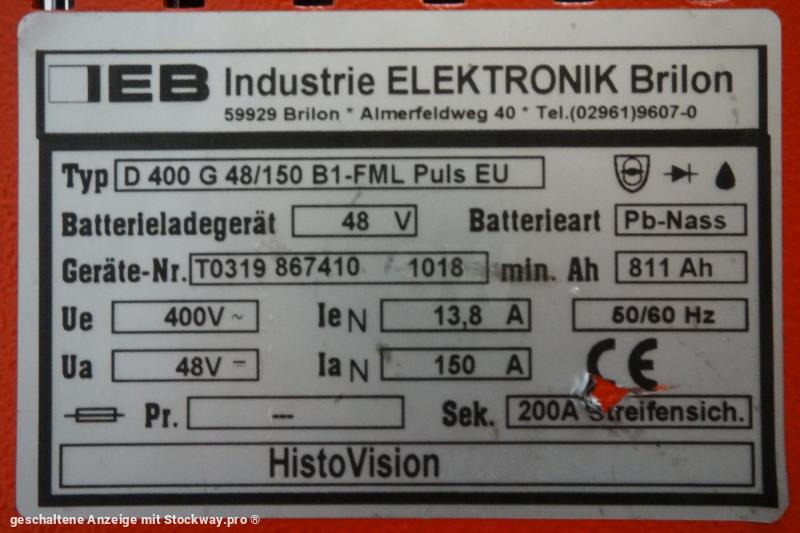 IEB Industrie ELEKTRONIK Brilon
59929 Brilon * Almerfeldweg 40 * Tel.(02961)9607-0
Typ D 400 G 48/150 B1-FML Puls EU
Batterieladegerät 48 V Batterieart Pb-Nass
Geräte-Nr. T0319 867410 1018 min. Ah 811 Ah
Ue 400V ~ Ie N 13,8 A 50/60 Hz
Ua 48V ⎓ Ia N 150 A CE
Pr. --- Sek. 200A Streifensich.
HistoVision
geschaltene Anzeige mit Stockway.pro ®